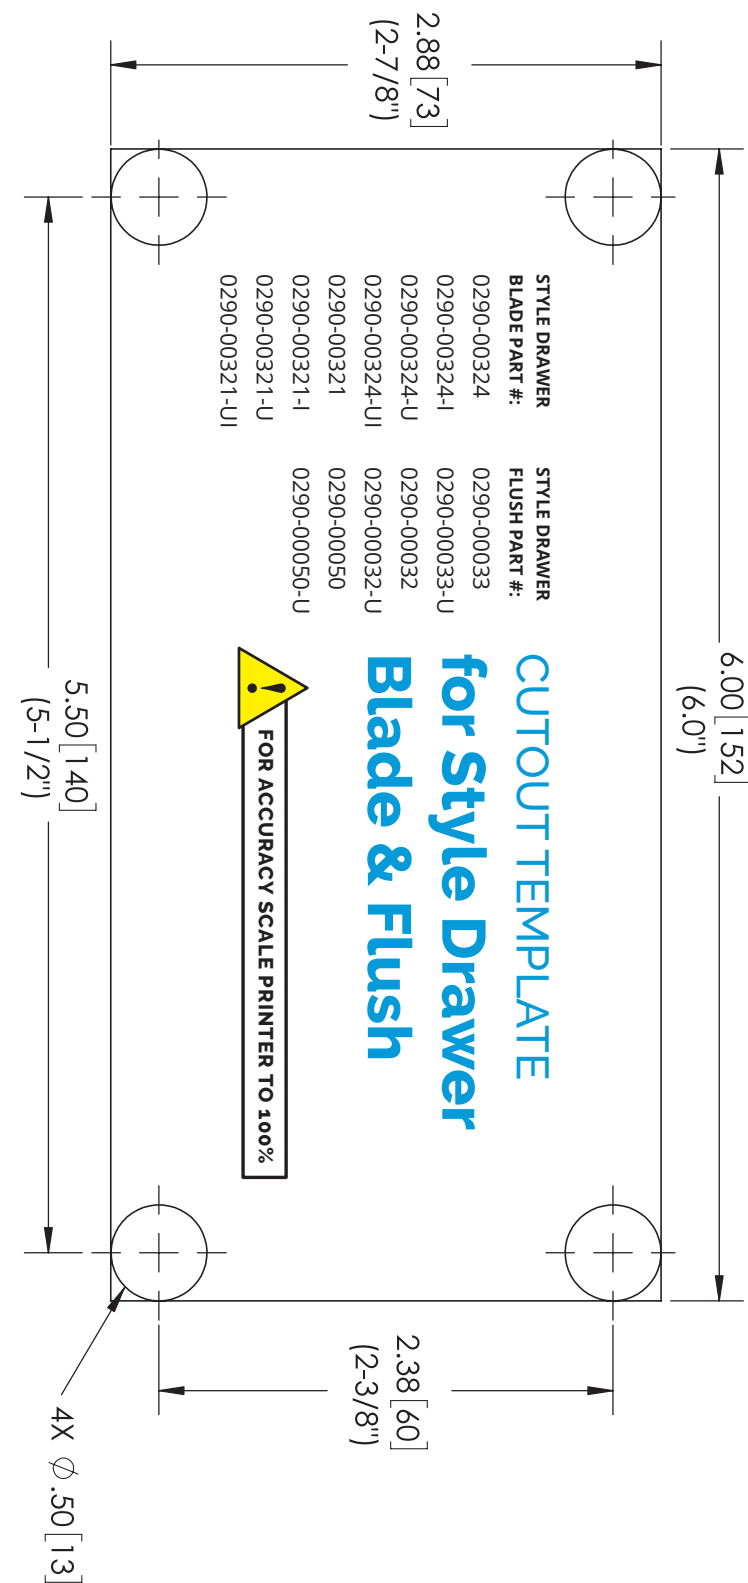 6.00 [152]
(6.0")
2.88 [73]
(2-7/8")
STYLE DRAWER
BLADE PART #:
0290-00324
0290-00324-I
0290-00324-U
0290-00324-UI
0290-00321
0290-00321-I
0290-00321-U
0290-00321-UI
STYLE DRAWER
FLUSH PART #:
0290-00033
0290-00033-U
0290-00032
0290-00032-U
0290-00050
0290-00050-U
CUTOUT TEMPLATE
for Style Drawer
Blade & Flush
! FOR ACCURACY SCALE PRINTER TO 100%
2.38 [60]
(2-3/8")
5.50 [140]
(5-1/2")
4X Ø .50 [13]